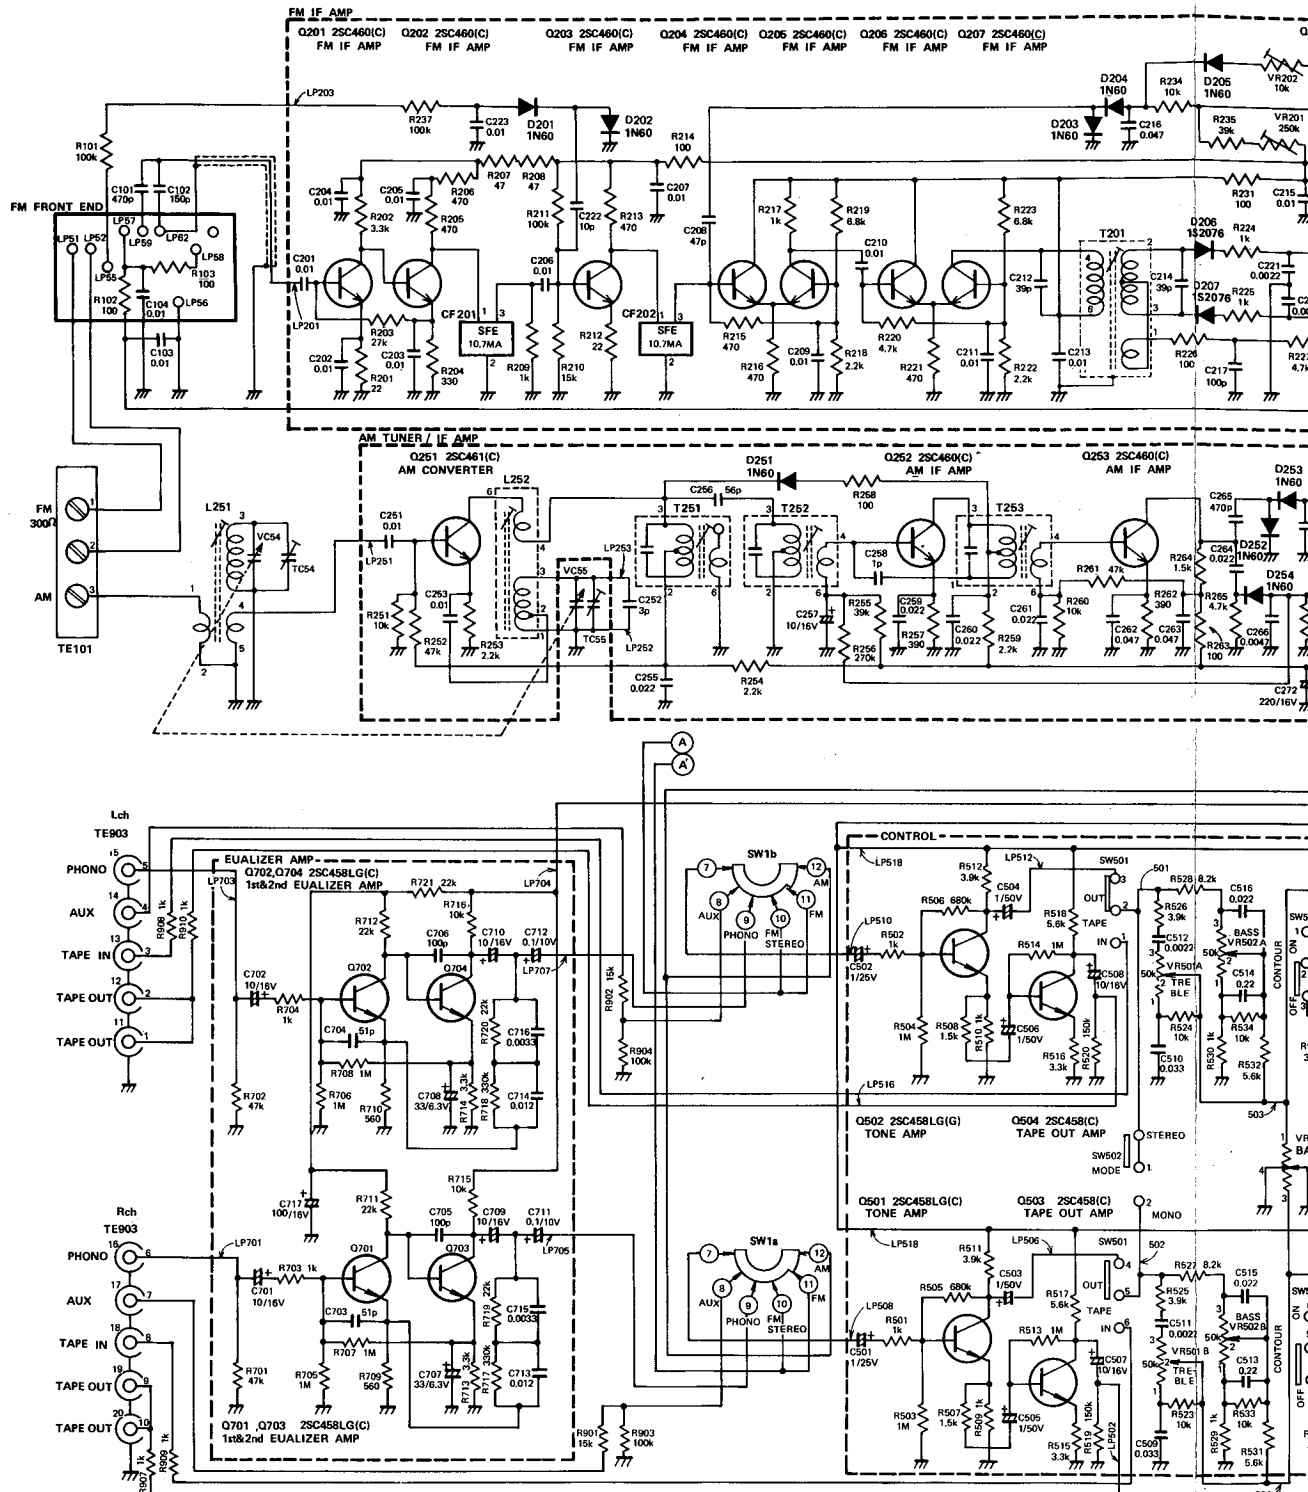 FM IF AMP
Q201 2SC460(C)
FM IF AMP
Q202 2SC460(C)
FM IF AMP
Q203 2SC460(C)
FM IF AMP
Q204 2SC460(C)
FM IF AMP
Q205 2SC460(C)
FM IF AMP
Q206 2SC460(C)
FM IF AMP
Q207 2SC460(C)
FM IF AMP
LP203
R237
100k
C223
0.01
D201
1N60
D202
1N60
D203
1N60
D204
1N60
C216
0.047
R234
10k
D205
1N60
VR202
10k
R235
39k
VR201
250k
R101
100k
C101
470p
C102
150p
C204
0.01
C205
0.01
R206
470
R207
47
R208
47
R214
100
C207
0.01
R231
100
C215
0.01
R202
3.3k
R205
470
R211
100k
C222
10p
R213
470
C208
47p
R217
1k
R219
6.8k
C210
0.01
R223
6.8k
FM FRONT END
LP51
LP52
LP57
LP59
LP62
LP58
LP55
LP56
R103
100
R102
100
C104
0.01
C103
0.01
C201
0.01
LP201
C206
0.01
C212
39p
T201
C214
39p
D206
1S2076
R224
1k
C221
0.0022
D207
1S2076
R225
1k
R203
27k
CF201
SFE
10.7MA
R212
22
CF202
SFE
10.7MA
R215
470
R220
4.7k
R226
100
C202
0.01
R201
22
C203
0.01
R204
330
R209
1k
R210
15k
R216
470
C209
0.01
R218
2.2k
R221
470
C211
0.01
R222
2.2k
C213
0.01
C217
100p
4.7k
AM TUNER / IF AMP
Q251 2SC461(C)
AM CONVERTER
L252
D251
1N60
Q252 2SC460(C)
AM IF AMP
Q253 2SC460(C)
AM IF AMP
D253
1N60
FM
300Ω
AM
TE101
L251
VC54
TC54
C251
0.01
LP251
C256
56p
T251
T252
R268
100
T253
C265
470p
D252
1N60
C264
0.022
R264
1.5k
D254
1N60
VC55
LP253
C252
3p
TC55
LP252
C258
1p
R251
10k
R252
47k
C253
0.01
R253
2.2k
C257
10/16V
R255
39k
R256
270k
C259
0.022
R257
390
C260
0.022
R259
2.2k
C261
0.022
R260
10k
R261 47k
C262
0.047
R262
390
C263
0.047
R263
100
R265
4.7k
C266
0.0047
C255
0.022
R254
2.2k
C272
220/16V
A
A'
Lch
TE903
PHONO
AUX
TAPE IN
TAPE OUT
TAPE OUT
R908 1k
R910 1k
EUALIZER AMP
Q702,Q704 2SC458LG(C)
1st&2nd EUALIZER AMP
LP703
R721 22k
LP704
R712
22k
R716
10k
C706
100p
C710
10/16V
C712
0.1/10V
LP707
Q702
Q704
C702
10/16V
R704
1k
C704 51p
R708 1M
R706
1M
R710
560
R702
47k
C708
33/6.3V
R714 3.3k
R718 330k
R720 22k
C716
0.0033
C714
0.012
R902 15k
R904
100k
SW1b
7
8
9
10
11
12
AUX
PHONO
FM
STEREO
FM
AM
CONTROL
LP518
R512
3.9k
LP512
C504
1/50V
R506 680k
LP510
R502
1k
C502
1/25V
R518
5.6k
R514 1M
C508
10/16V
R504
1M
R508
1.5k
R510 1k
C506
1/50V
R516
3.3k
R520 150k
LP516
SW501
OUT
TAPE
IN
501
R528 8.2k
R526
3.9k
C516
0.022
C512
0.0022
BASS
VR502A
50k
VR501A
TRE
BLE
C514
0.22
R524
10k
R534
10k
C510
0.033
R530 1k
R532
5.6k
CONTOUR
ON
OFF
503
Q502 2SC458LG(G)
TONE AMP
Q504 2SC458(C)
TAPE OUT AMP
STEREO
SW502
MODE
MONO
Rch
TE903
PHONO
AUX
TAPE IN
TAPE OUT
TAPE OUT
R907 1k
R909 1k
LP701
C717
100/16V
R711
22k
R715
10k
C705
100p
C709
10/16V
C711
0.1/10V
LP705
Q701
Q703
R703 1k
C701
10/16V
C703 51p
R707 1M
R705
1M
R709
560
R701
47k
C707
33/6.3V
R713 3.3k
R717 330k
R719 22k
C715
0.0033
C713
0.012
Q701 ,Q703 2SC458LG(C)
1st&2nd EUALIZER AMP
R901
15k
R903
100k
SW1a
7
8
9
10
11
12
AUX
PHONO
FM
STEREO
FM
AM
Q501 2SC458LG(C)
TONE AMP
Q503 2SC458(C)
TAPE OUT AMP
LP518
R511
3.9k
LP506
C503
1/50V
R505 680k
LP508
R501
1k
C501
1/25V
R517
5.6k
R513 1M
C507
10/16V
R503
1M
R507
1.5k
R509 1k
C505
1/50V
R515
3.3k
R519 150k
LP502
SW501
OUT
TAPE
IN
502
R527 8.2k
R525
3.9k
C515
0.022
C511
0.0022
BASS
VR502B
50k
VR501B
TRE-
BLE
C513
0.22
R523
10k
R533
10k
C509
0.033
R529 1k
R531
5.6k
CONTOUR
ON
OFF